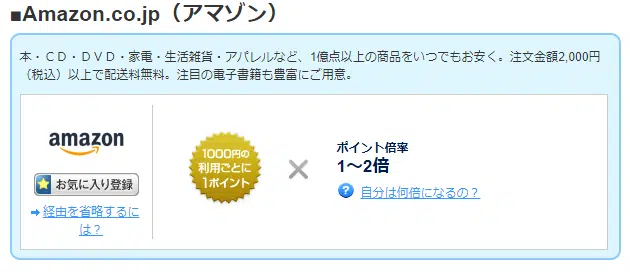 ■Amazon.co.jp（アマゾン）
本・ＣＤ・ＤＶＤ・家電・生活雑貨・アパレルなど、1億点以上の商品をいつでもお安く。注文金額2,000円
（税込）以上で配送料無料。注目の電子書籍も豊富にご用意。
amazon
お気に入り登録
経由を省略するに
は？
1000円の
利用ごとに
1ポイント
×
ポイント倍率
1～2倍
? 自分は何倍になるの？